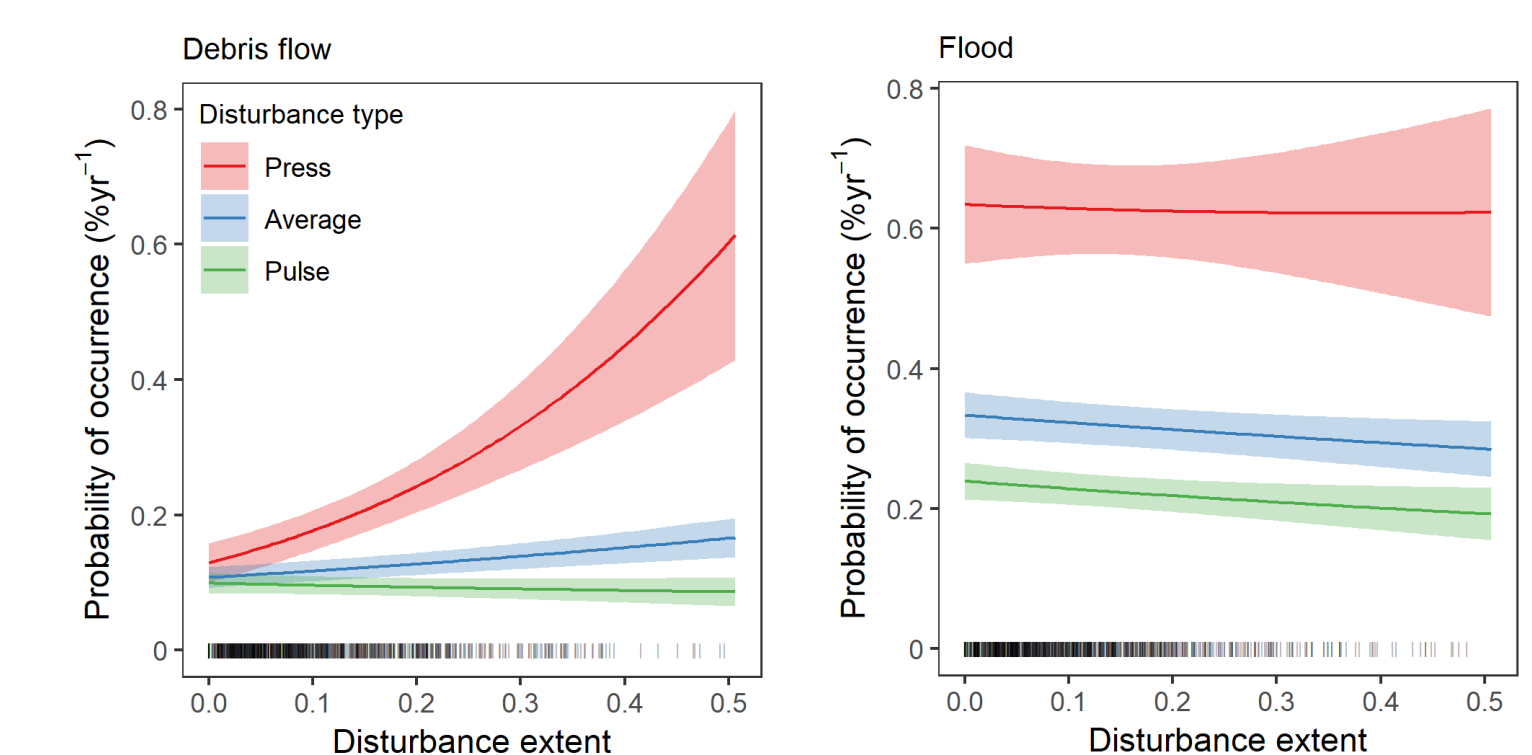 Debris flow
Disturbance type
Press
Average
Pulse
Probability of occurrence (%yr⁻¹)
0.8
0.6
0.4
0.2
0
0.0 0.1 0.2 0.3 0.4 0.5
Disturbance extent
Flood
Probability of occurrence (%yr⁻¹)
0.8
0.6
0.4
0.2
0
0.0 0.1 0.2 0.3 0.4 0.5
Disturbance extent